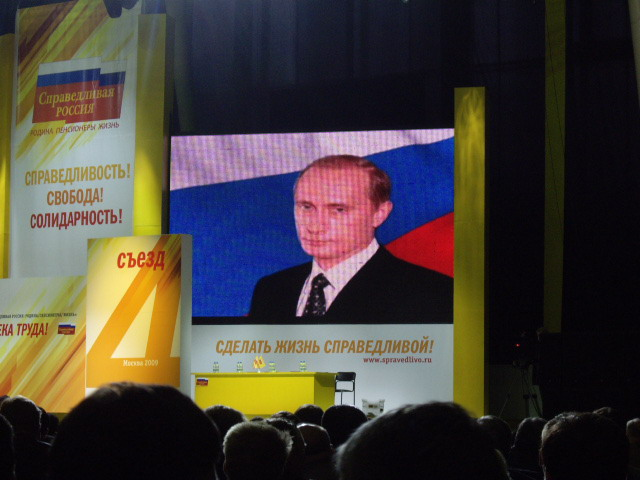 Справедливая
РОССИЯ
РОДИНА ПЕНСИОНЕРЫ ЖИЗНЬ
СПРАВЕДЛИВОСТЬ!
СВОБОДА!
СОЛИДАРНОСТЬ!
съезд
4
Москва 2009
ЕКА ТРУДА!
СДЕЛАТЬ ЖИЗНЬ СПРАВЕДЛИВОЙ!
www.spravedlivo.ru